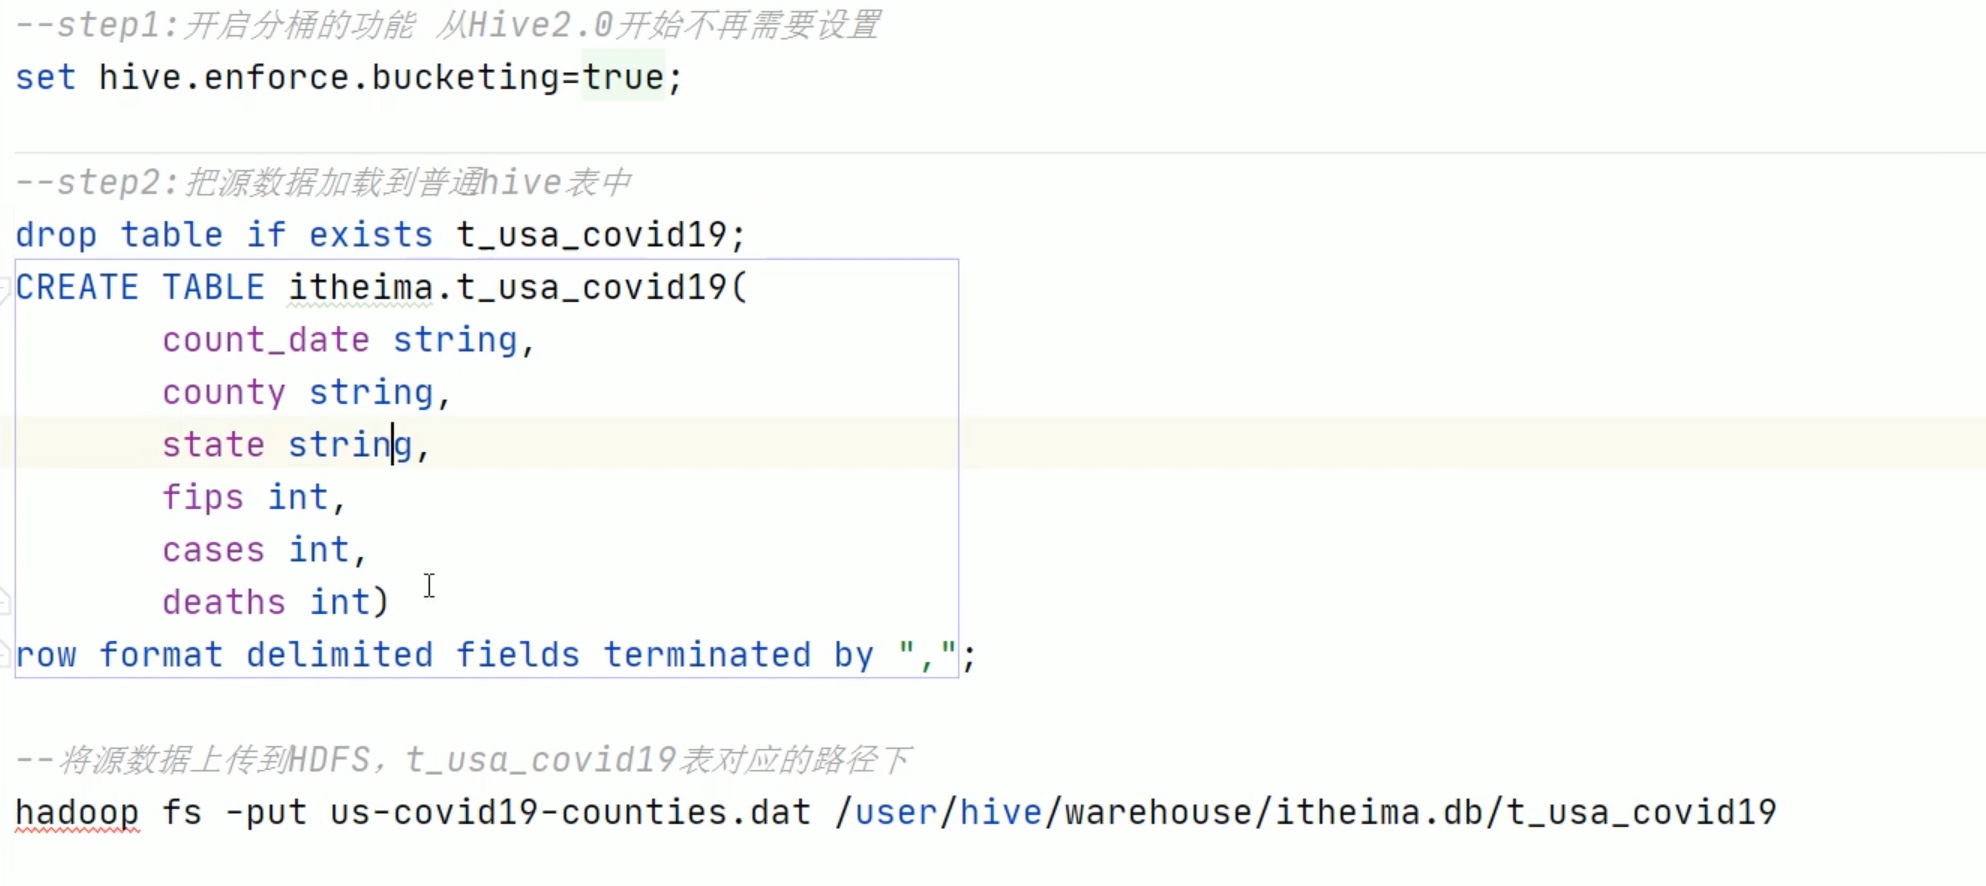 --step1:开启分桶的功能 从Hive2.0开始不再需要设置
set hive.enforce.bucketing=true;
--step2:把源数据加载到普通hive表中
drop table if exists t_usa_covid19;
CREATE TABLE itheima.t_usa_covid19(
count_date string,
county string,
state string,
fips int,
cases int,
deaths int)
row format delimited fields terminated by ",";
--将源数据上传到HDFS，t_usa_covid19表对应的路径下
hadoop fs -put us-covid19-counties.dat /user/hive/warehouse/itheima.db/t_usa_covid19